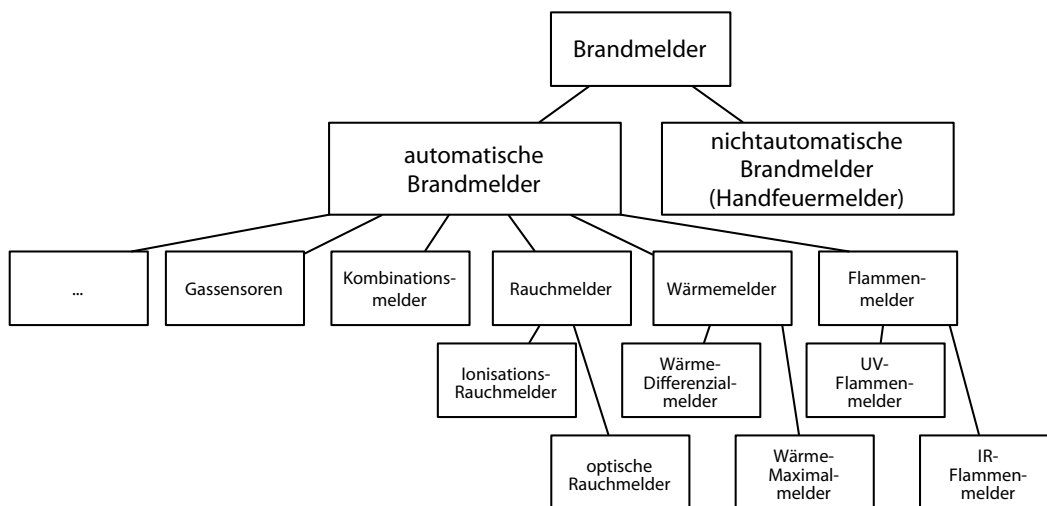 Brandmelder
automatische
Brandmelder
nichtautomatische
Brandmelder
(Handfeuermelder)
...
Gassensoren
Kombinations-
melder
Rauchmelder
Wärmemelder
Flammen-
melder
Ionisations-
Rauchmelder
Wärme-
Differenzial-
melder
UV-
Flammen-
melder
optische
Rauchmelder
Wärme-
Maximal-
melder
IR-
Flammen-
melder